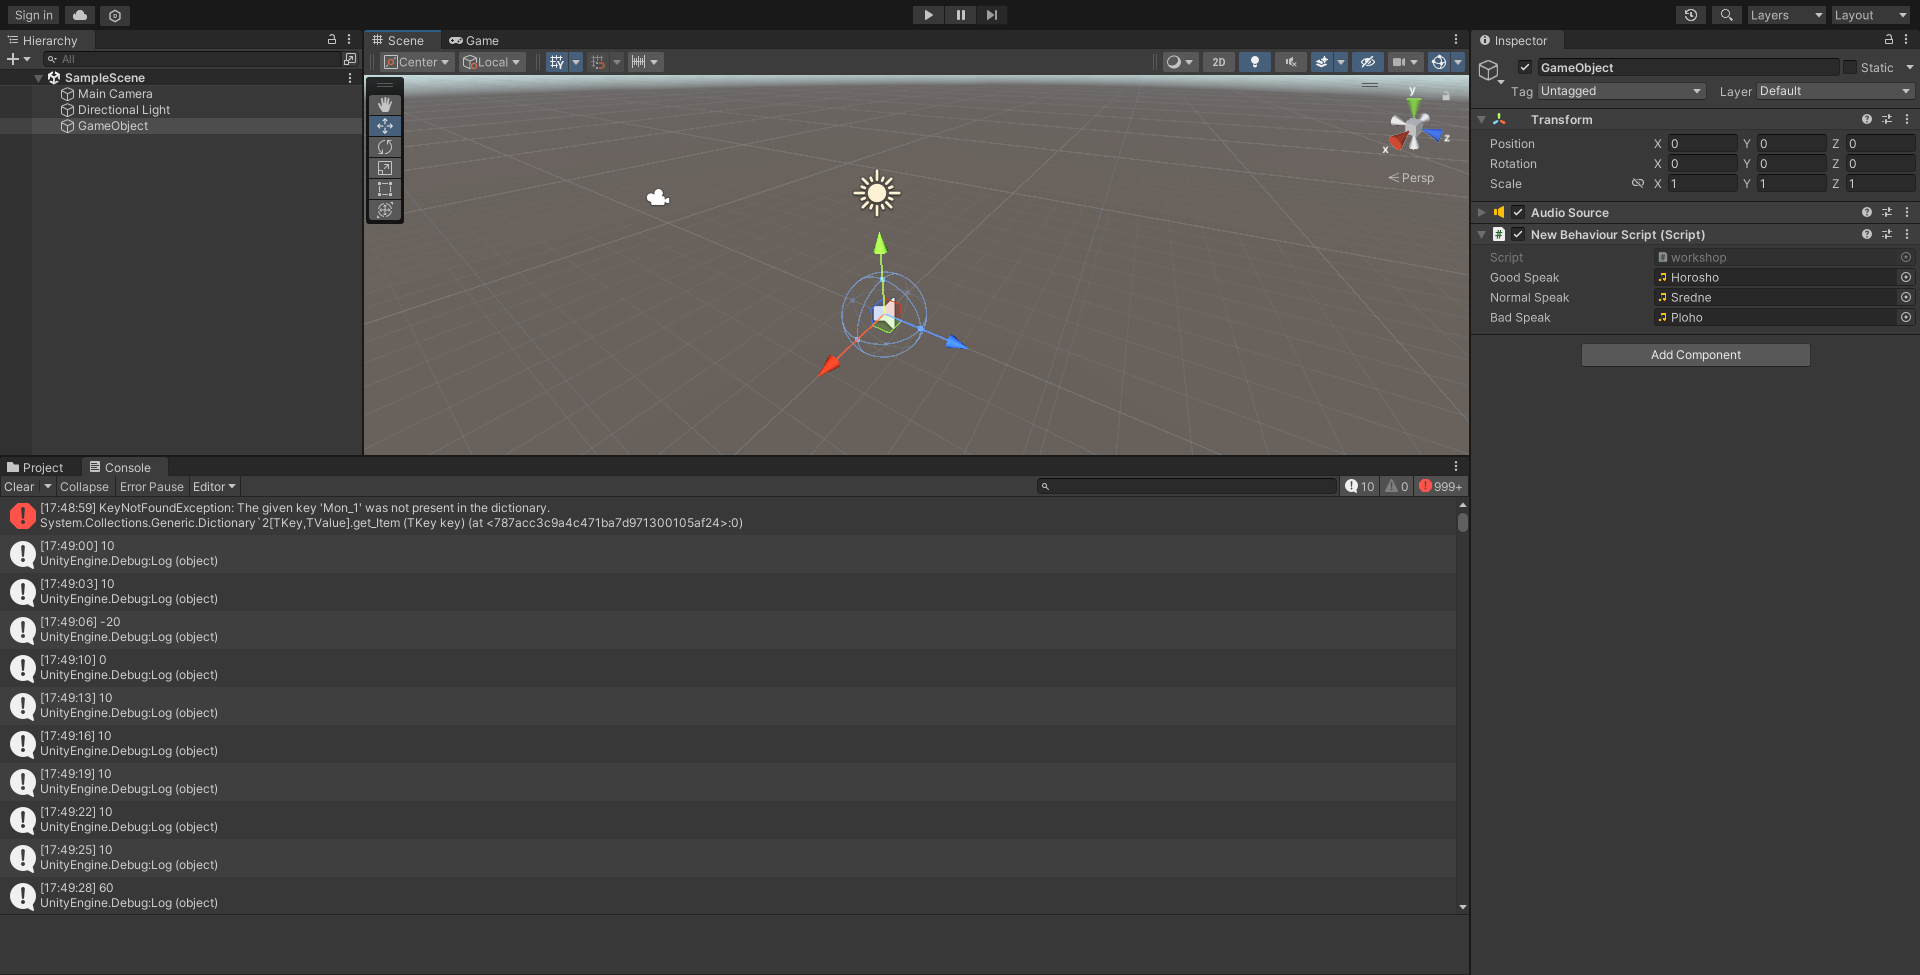 Sign in
Layers
Layout
Hierarchy
All
SampleScene
Main Camera
Directional Light
GameObject
Scene
Game
Center
Local
2D
y
x
z
Persp
Inspector
GameObject
Static
Tag
Untagged
Layer
Default
Transform
Position
X
0
Y
0
Z
0
Rotation
X
0
Y
0
Z
0
Scale
X
1
Y
1
Z
1
Audio Source
#
New Behaviour Script (Script)
Script
workshop
Good Speak
Horosho
Normal Speak
Sredne
Bad Speak
Ploho
Add Component
Project
Console
Clear
Collapse
Error Pause
Editor
10
0
999+
[17:48:59] KeyNotFoundException: The given key 'Mon_1' was not present in the dictionary.
System.Collections.Generic.Dictionary`2[TKey,TValue].get_Item (TKey key) (at <787acc3c9a4c471ba7d971300105af24>:0)
[17:49:00] 10
UnityEngine.Debug:Log (object)
[17:49:03] 10
UnityEngine.Debug:Log (object)
[17:49:06] -20
UnityEngine.Debug:Log (object)
[17:49:10] 0
UnityEngine.Debug:Log (object)
[17:49:13] 10
UnityEngine.Debug:Log (object)
[17:49:16] 10
UnityEngine.Debug:Log (object)
[17:49:19] 10
UnityEngine.Debug:Log (object)
[17:49:22] 10
UnityEngine.Debug:Log (object)
[17:49:25] 10
UnityEngine.Debug:Log (object)
[17:49:28] 60
UnityEngine.Debug:Log (object)